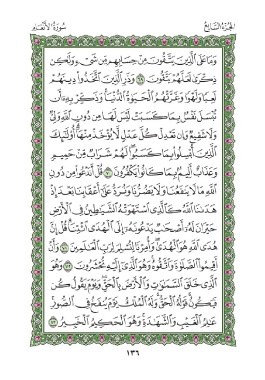 الجزء السابع
سورة الأنعام
وَمَا عَلَى ٱلَّذِينَ يَتَّقُونَ مِنْ حِسَابِهِم مِّن شَىْءٍ وَلَٰكِن
ذِكْرَىٰ لَعَلَّهُمْ يَتَّقُونَ ٦٩ وَذَرِ ٱلَّذِينَ ٱتَّخَذُوا۟ دِينَهُمْ
لَعِبًا وَلَهْوًا وَغَرَّتْهُمُ ٱلْحَيَوٰةُ ٱلدُّنْيَا ۚ وَذَكِّرْ بِهِۦٓ أَن
تُبْسَلَ نَفْسٌۢ بِمَا كَسَبَتْ لَيْسَ لَهَا مِن دُونِ ٱللَّهِ وَلِىٌّ
وَلَا شَفِيعٌ وَإِن تَعْدِلْ كُلَّ عَدْلٍ لَّا يُؤْخَذْ مِنْهَآ ۗ أُو۟لَٰٓئِكَ
ٱلَّذِينَ أُبْسِلُوا۟ بِمَا كَسَبُوا۟ ۖ لَهُمْ شَرَابٌ مِّنْ حَمِيمٍ
وَعَذَابٌ أَلِيمٌۢ بِمَا كَانُوا۟ يَكْفُرُونَ ٧٠ قُلْ أَنَدْعُوا۟ مِن دُونِ
ٱللَّهِ مَا لَا يَنفَعُنَا وَلَا يَضُرُّنَا وَنُرَدُّ عَلَىٰٓ أَعْقَابِنَا بَعْدَ إِذْ
هَدَىٰنَا ٱللَّهُ كَٱلَّذِى ٱسْتَهْوَتْهُ ٱلشَّيَٰطِينُ فِى ٱلْأَرْضِ
حَيْرَانَ لَهُۥٓ أَصْحَٰبٌ يَدْعُونَهُۥٓ إِلَى ٱلْهُدَى ٱئْتِنَا ۗ قُلْ إِنَّ
هُدَى ٱللَّهِ هُوَ ٱلْهُدَىٰ ۖ وَأُمِرْنَا لِنُسْلِمَ لِرَبِّ ٱلْعَٰلَمِينَ ٧١ وَأَنْ
أَقِيمُوا۟ ٱلصَّلَوٰةَ وَٱتَّقُوهُ ۚ وَهُوَ ٱلَّذِىٓ إِلَيْهِ تُحْشَرُونَ ٧٢ وَهُوَ
ٱلَّذِى خَلَقَ ٱلسَّمَٰوَٰتِ وَٱلْأَرْضَ بِٱلْحَقِّ ۖ وَيَوْمَ يَقُولُ كُن
فَيَكُونُ ۚ قَوْلُهُ ٱلْحَقُّ ۚ وَلَهُ ٱلْمُلْكُ يَوْمَ يُنفَخُ فِى ٱلصُّورِ ۚ
عَٰلِمُ ٱلْغَيْبِ وَٱلشَّهَٰدَةِ ۚ وَهُوَ ٱلْحَكِيمُ ٱلْخَبِيرُ ٧٣
١٣٦